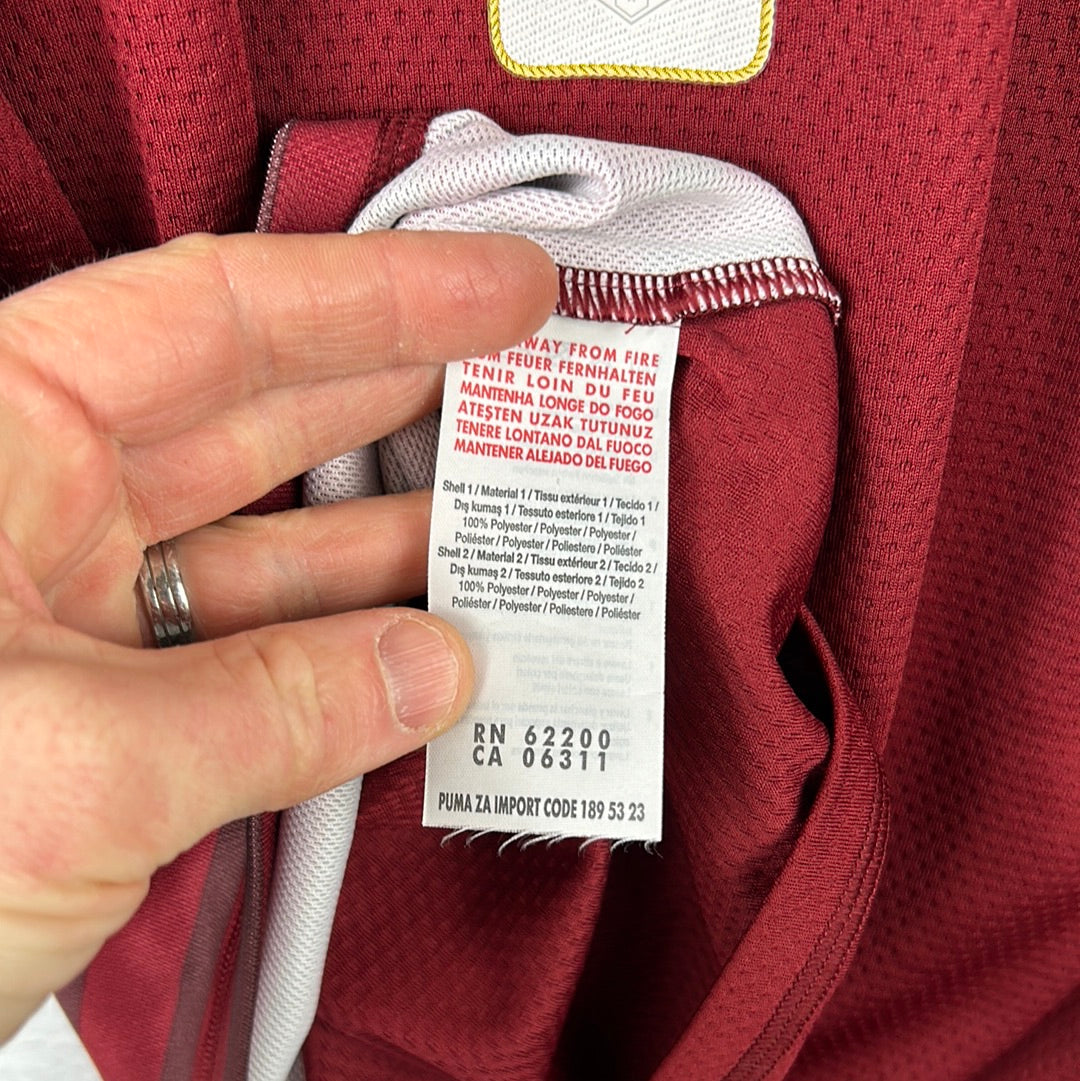 AWAY FROM FIRE
FEUER FERNHALTEN
TENIR LOIN DU FEU
MANTENHA LONGE DO FOGO
ATEŞTEN UZAK TUTUNUZ
TENERE LONTANO DAL FUOCO
MANTENER ALEJADO DEL FUEGO
Shell 1 / Material 1 / Tissu extérieur 1 / Tecido 1 /
Dış kumaş 1 / Tessuto esteriore 1 / Tejido 1
100% Polyester / Polyester / Polyester /
Poliéster / Polyester / Poliestere / Poliéster
Shell 2 / Material 2 / Tissu extérieur 2 / Tecido 2 /
Dış kumaş 2 / Tessuto esteriore 2 / Tejido 2
100% Polyester / Polyester / Polyester /
Poliéster / Polyester / Poliestere / Poliéster
RN 62200
CA 06311
PUMA ZA IMPORT CODE 189 53 23